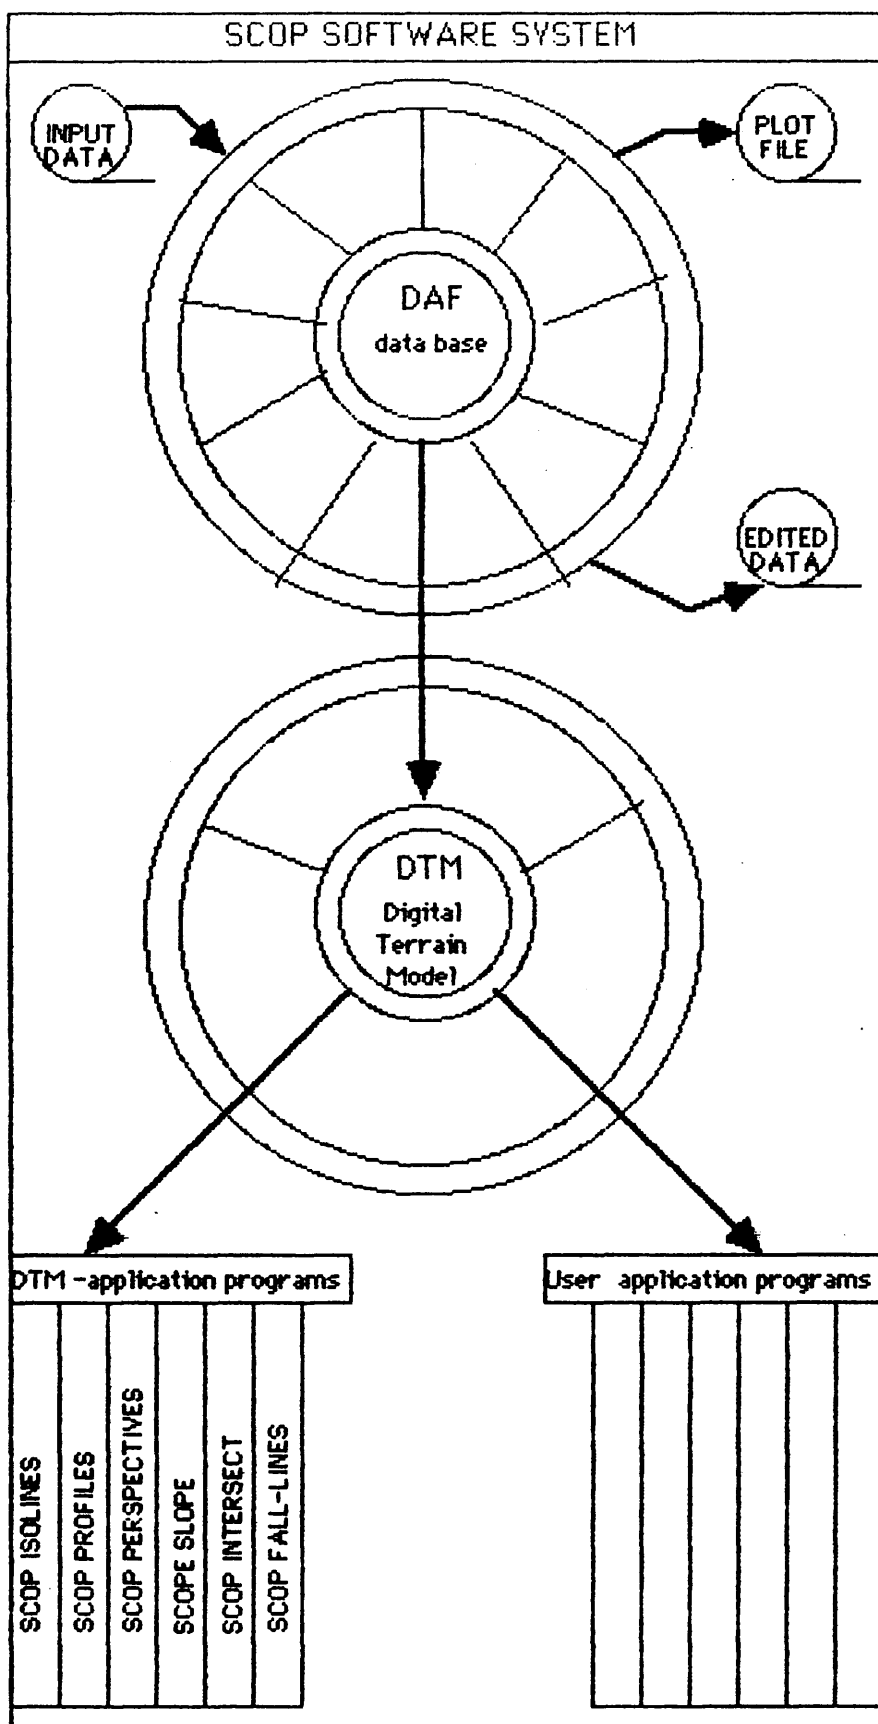 SCOP SOFTWARE SYSTEM
INPUT
DATA
PLOT
FILE
DAF
data base
EDITED
DATA
DTM
Digital
Terrain
Model
DTM -application programs
User application programs
SCOP ISOLINES
SCOP PROFILES
SCOP PERSPECTIVES
SCOPE SLOPE
SCOP INTERSECT
SCOP FALL-LINES